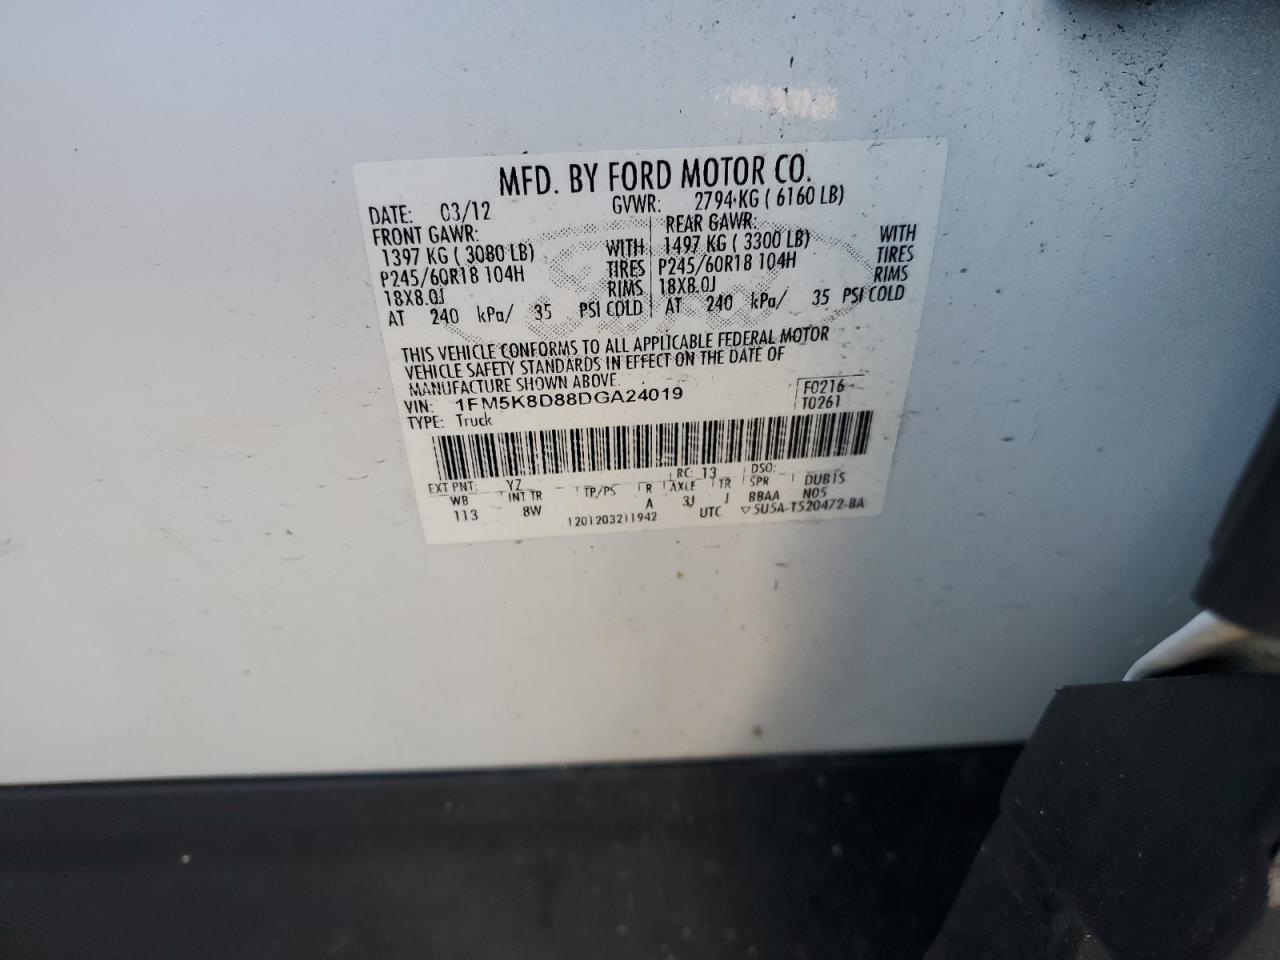 MFD. BY FORD MOTOR CO.
DATE: 03/12 GVWR: 2794 KG ( 6160 LB)
FRONT GAWR: REAR GAWR:
1397 KG ( 3080 LB) WITH 1497 KG ( 3300 LB) WITH
P245/60R18 104H TIRES P245/60R18 104H TIRES
18X8.0J RIMS 18X8.0J RIMS
AT 240 kPa/ 35 PSI COLD AT 240 kPa/ 35 PSI COLD
THIS VEHICLE CONFORMS TO ALL APPLICABLE FEDERAL MOTOR
VEHICLE SAFETY STANDARDS IN EFFECT ON THE DATE OF
MANUFACTURE SHOWN ABOVE.
VIN: 1FM5K8D88DGA24019 F0216
TYPE: Truck T0261
EXT PNT: YZ RC: 13 DSO:
WB INT TR TP/PS R AXLE TR SPR DUBIS
113 8W A 3J J BBAA N05
1201203211942 UTC ▽5U5A-1520472-BA